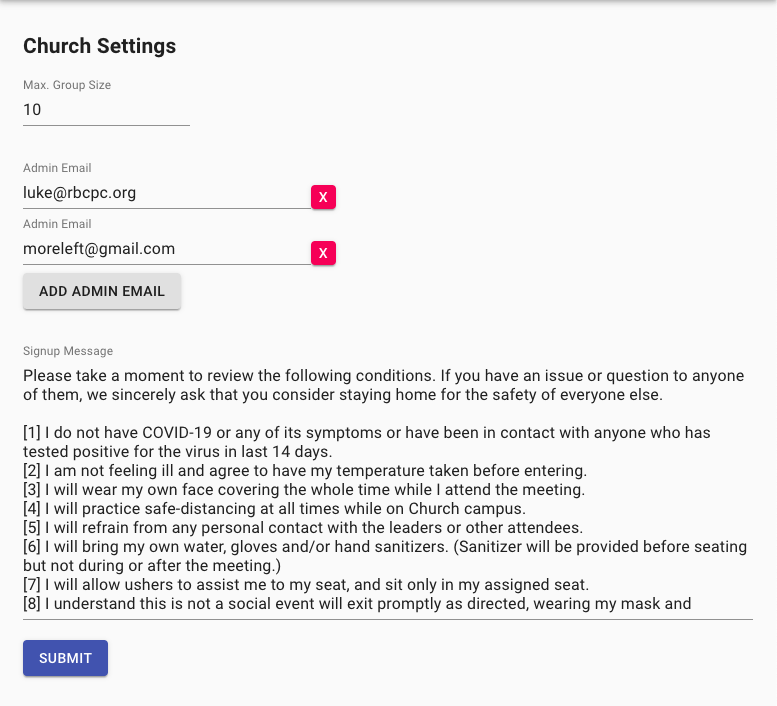 Church Settings
Max. Group Size
10
Admin Email
luke@rbcpc.org
X
Admin Email
moreleft@gmail.com
X
ADD ADMIN EMAIL
Signup Message
Please take a moment to review the following conditions. If you have an issue or question to anyone
of them, we sincerely ask that you consider staying home for the safety of everyone else.
[1] I do not have COVID-19 or any of its symptoms or have been in contact with anyone who has
tested positive for the virus in last 14 days.
[2] I am not feeling ill and agree to have my temperature taken before entering.
[3] I will wear my own face covering the whole time while I attend the meeting.
[4] I will practice safe-distancing at all times while on Church campus.
[5] I will refrain from any personal contact with the leaders or other attendees.
[6] I will bring my own water, gloves and/or hand sanitizers. (Sanitizer will be provided before seating
but not during or after the meeting.)
[7] I will allow ushers to assist me to my seat, and sit only in my assigned seat.
[8] I understand this is not a social event will exit promptly as directed, wearing my mask and
SUBMIT